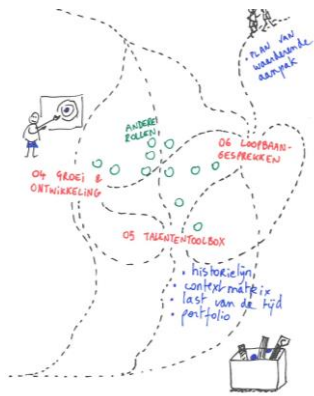 • PLAN VAN
waarderende
aanpak
ANDERE
ROLLEN
06 LOOPBAAN-
GESPREKKEN
04 GROEI &
ONTWIKKELING
05 TALENTENTOOLBOX
• historielijn
• contextmatrix
• last van de tijd
• portfolio